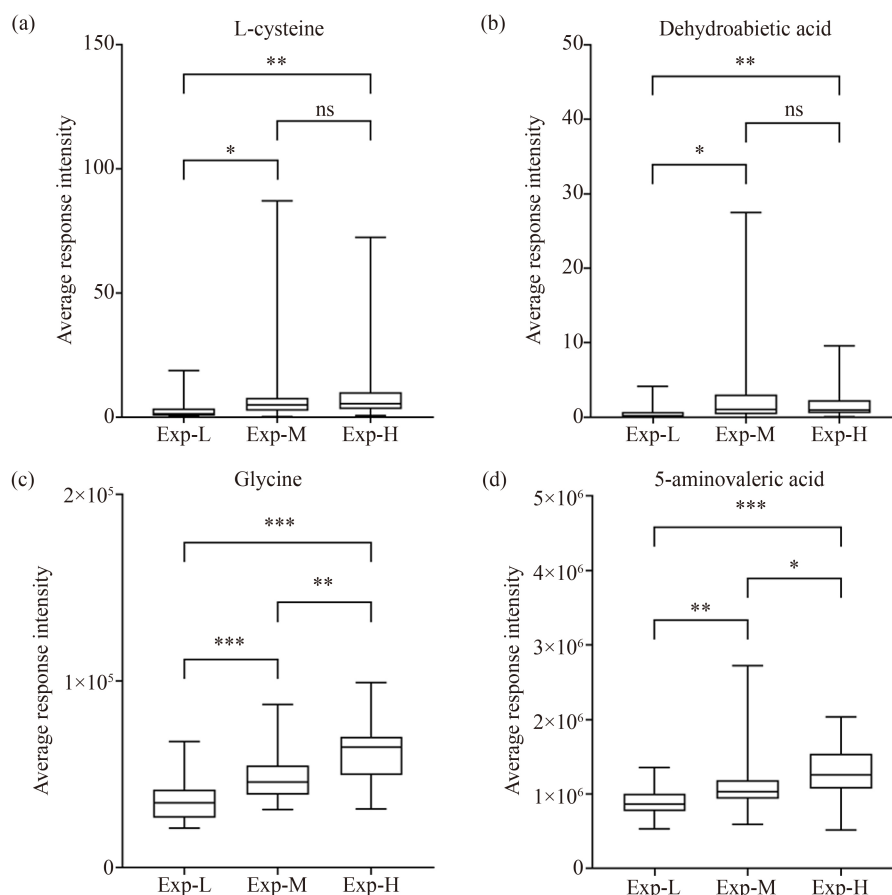 (a)
L-cysteine
Average response intensity
150
100
50
0
**
ns
*
Exp-L Exp-M Exp-H
(b)
Dehydroabietic acid
Average response intensity
50
40
30
20
10
0
**
ns
*
Exp-L Exp-M Exp-H
(c)
Glycine
Average response intensity
2×10⁵
1×10⁵
0
***
**
***
Exp-L Exp-M Exp-H
(d)
5-aminovaleric acid
Average response intensity
5×10⁶
4×10⁶
3×10⁶
2×10⁶
1×10⁶
0
***
*
**
Exp-L Exp-M Exp-H